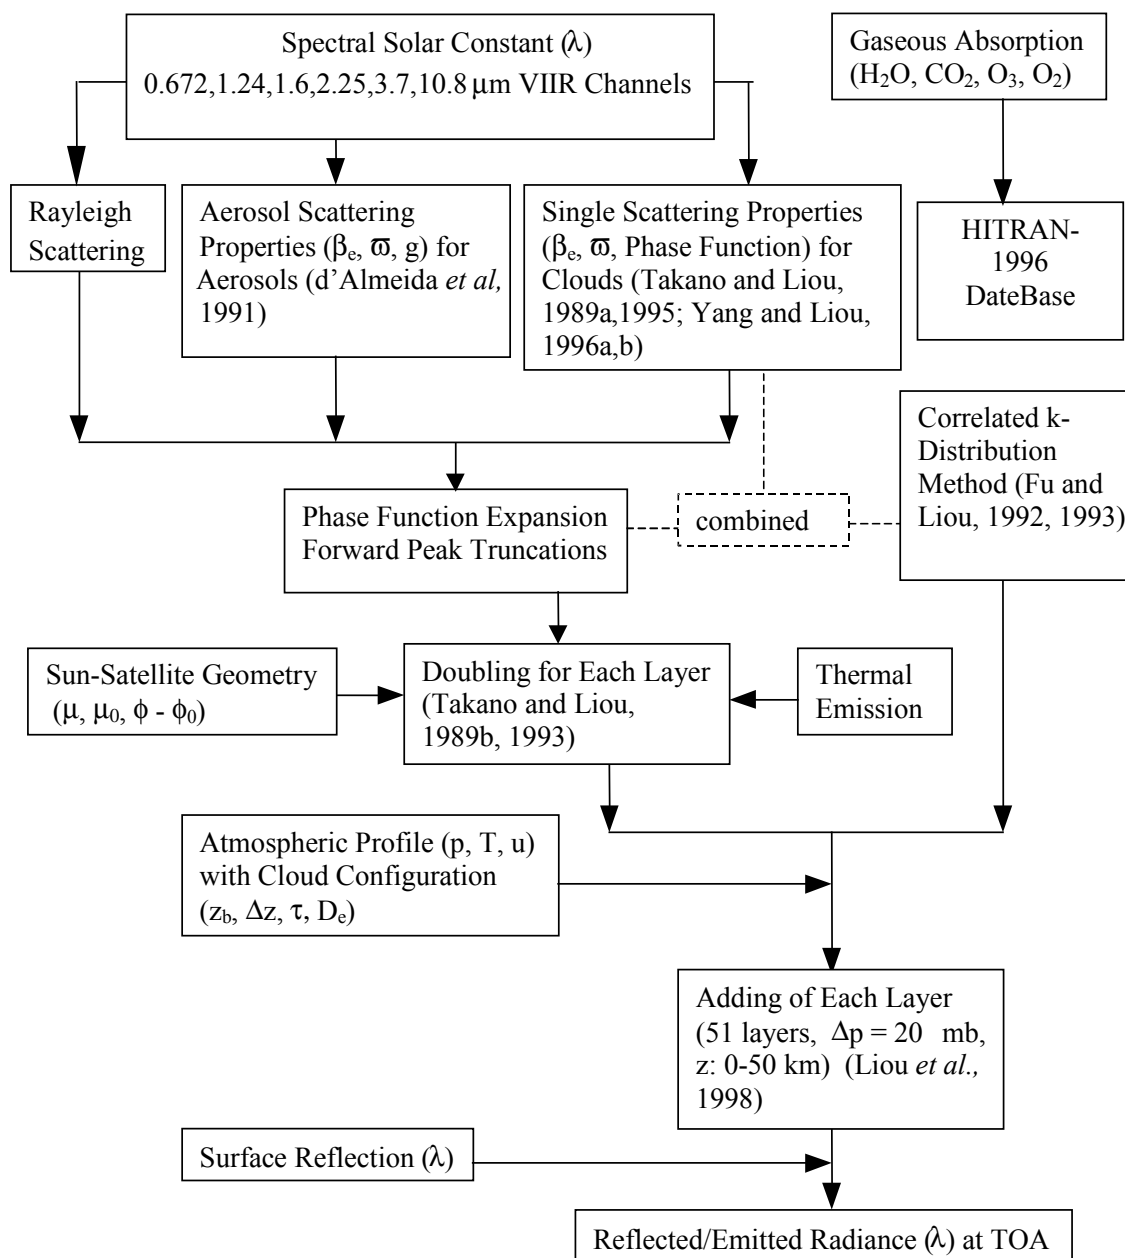 Spectral Solar Constant (λ)
0.672,1.24,1.6,2.25,3.7,10.8 μm VIIR Channels
Gaseous Absorption
(H₂O, CO₂, O₃, O₂)
Rayleigh
Scattering
Aerosol Scattering
Properties (βₑ, ϖ, g) for
Aerosols (d'Almeida et al,
1991)
Single Scattering Properties
(βₑ, ϖ, Phase Function) for
Clouds (Takano and Liou,
1989a,1995; Yang and Liou,
1996a,b)
HITRAN-
1996
DateBase
Correlated k-
Distribution
Method (Fu and
Liou, 1992, 1993)
Phase Function Expansion
Forward Peak Truncations
combined
Sun-Satellite Geometry
(μ, μ₀, ϕ - ϕ₀)
Doubling for Each Layer
(Takano and Liou,
1989b, 1993)
Thermal
Emission
Atmospheric Profile (p, T, u)
with Cloud Configuration
(z_b, Δz, τ, Dₑ)
Adding of Each Layer
(51 layers, Δp = 20 mb,
z: 0-50 km) (Liou et al.,
1998)
Surface Reflection (λ)
Reflected/Emitted Radiance (λ) at TOA